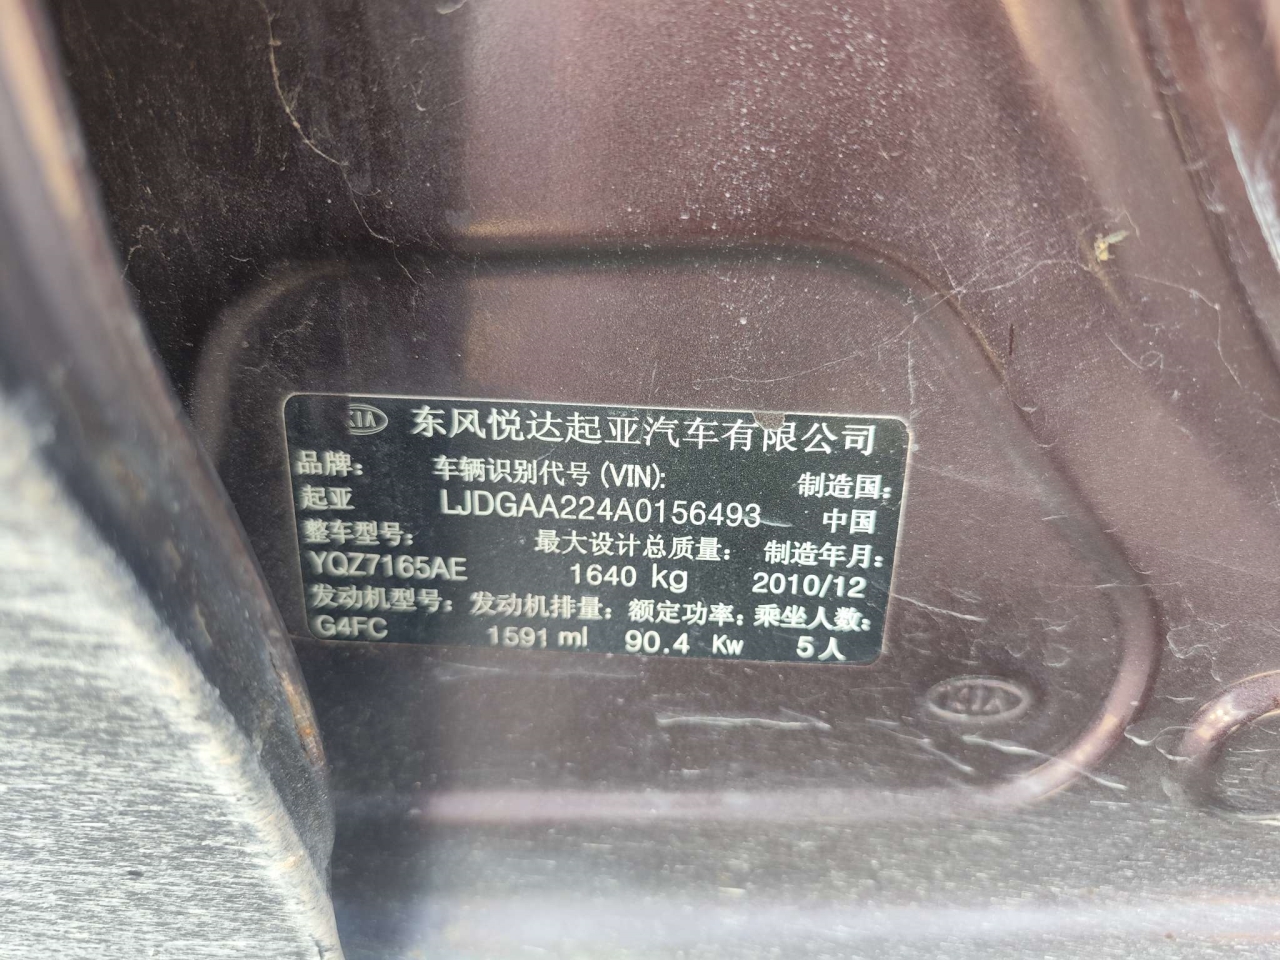 KIA 东风悦达起亚汽车有限公司
品牌: 车辆识别代号 (VIN): 制造国:
起亚 LJDGAA224A0156493 中国
整车型号: 最大设计总质量: 制造年月:
YQZ7165AE 1640 kg 2010/12
发动机型号: 发动机排量: 额定功率: 乘坐人数:
G4FC 1591 ml 90.4 Kw 5人
KIA